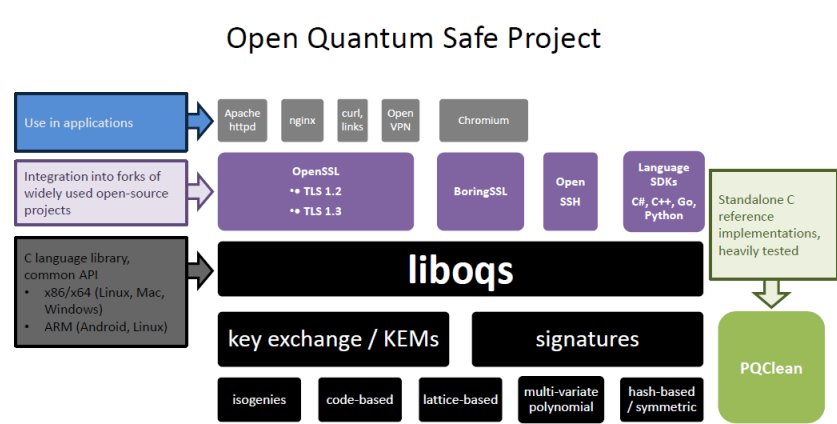 Open Quantum Safe Project
Use in applications
Apache
httpd
nginx
curl,
links
Open
VPN
Chromium
Integration into forks of
widely used open-source
projects
OpenSSL
•• TLS 1.2
•• TLS 1.3
BoringSSL
Open
SSH
Language
SDKs
C#, C++, Go,
Python
Standalone C
reference
implementations,
heavily tested
C language library,
common API
• x86/x64 (Linux, Mac,
Windows)
• ARM (Android, Linux)
liboqs
key exchange / KEMs
signatures
PQClean
isogenies
code-based
lattice-based
multi-variate
polynomial
hash-based
/ symmetric